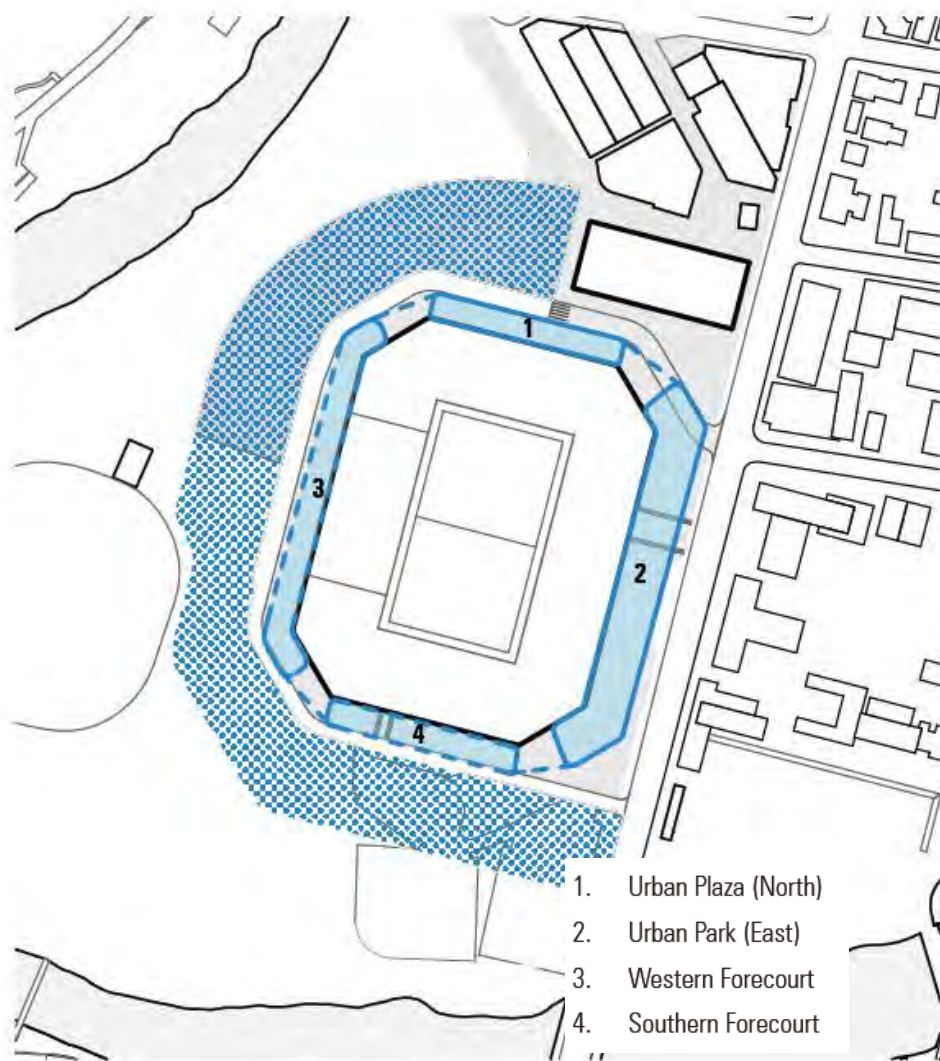 1
3
2
4
1. Urban Plaza (North)
2. Urban Park (East)
3. Western Forecourt
4. Southern Forecourt